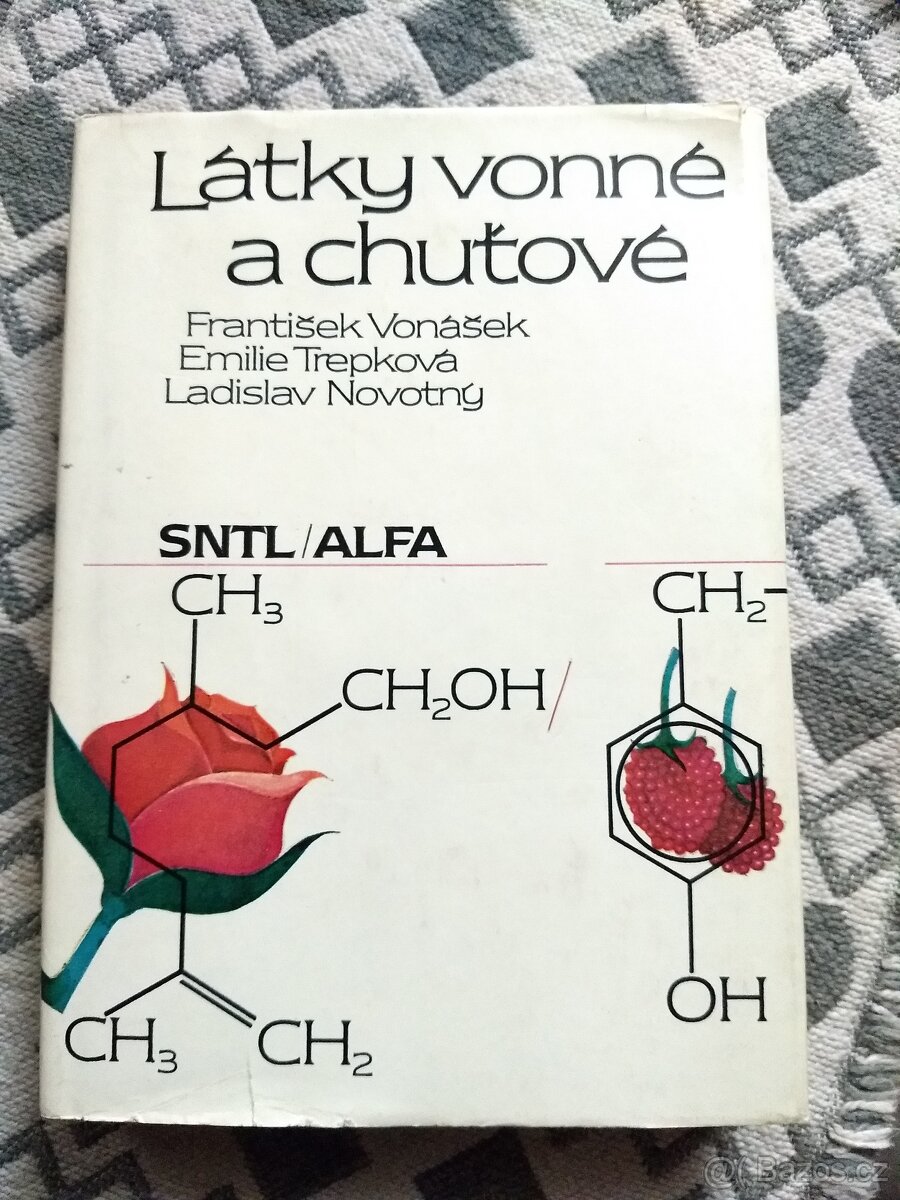 Látky vonné
a chuťové
František Vonášek
Emilie Trepková
Ladislav Novotný
SNTL/ALFA
CH3
CH2-
CH2OH/
OH
CH3
CH2
@( Bazos.cz